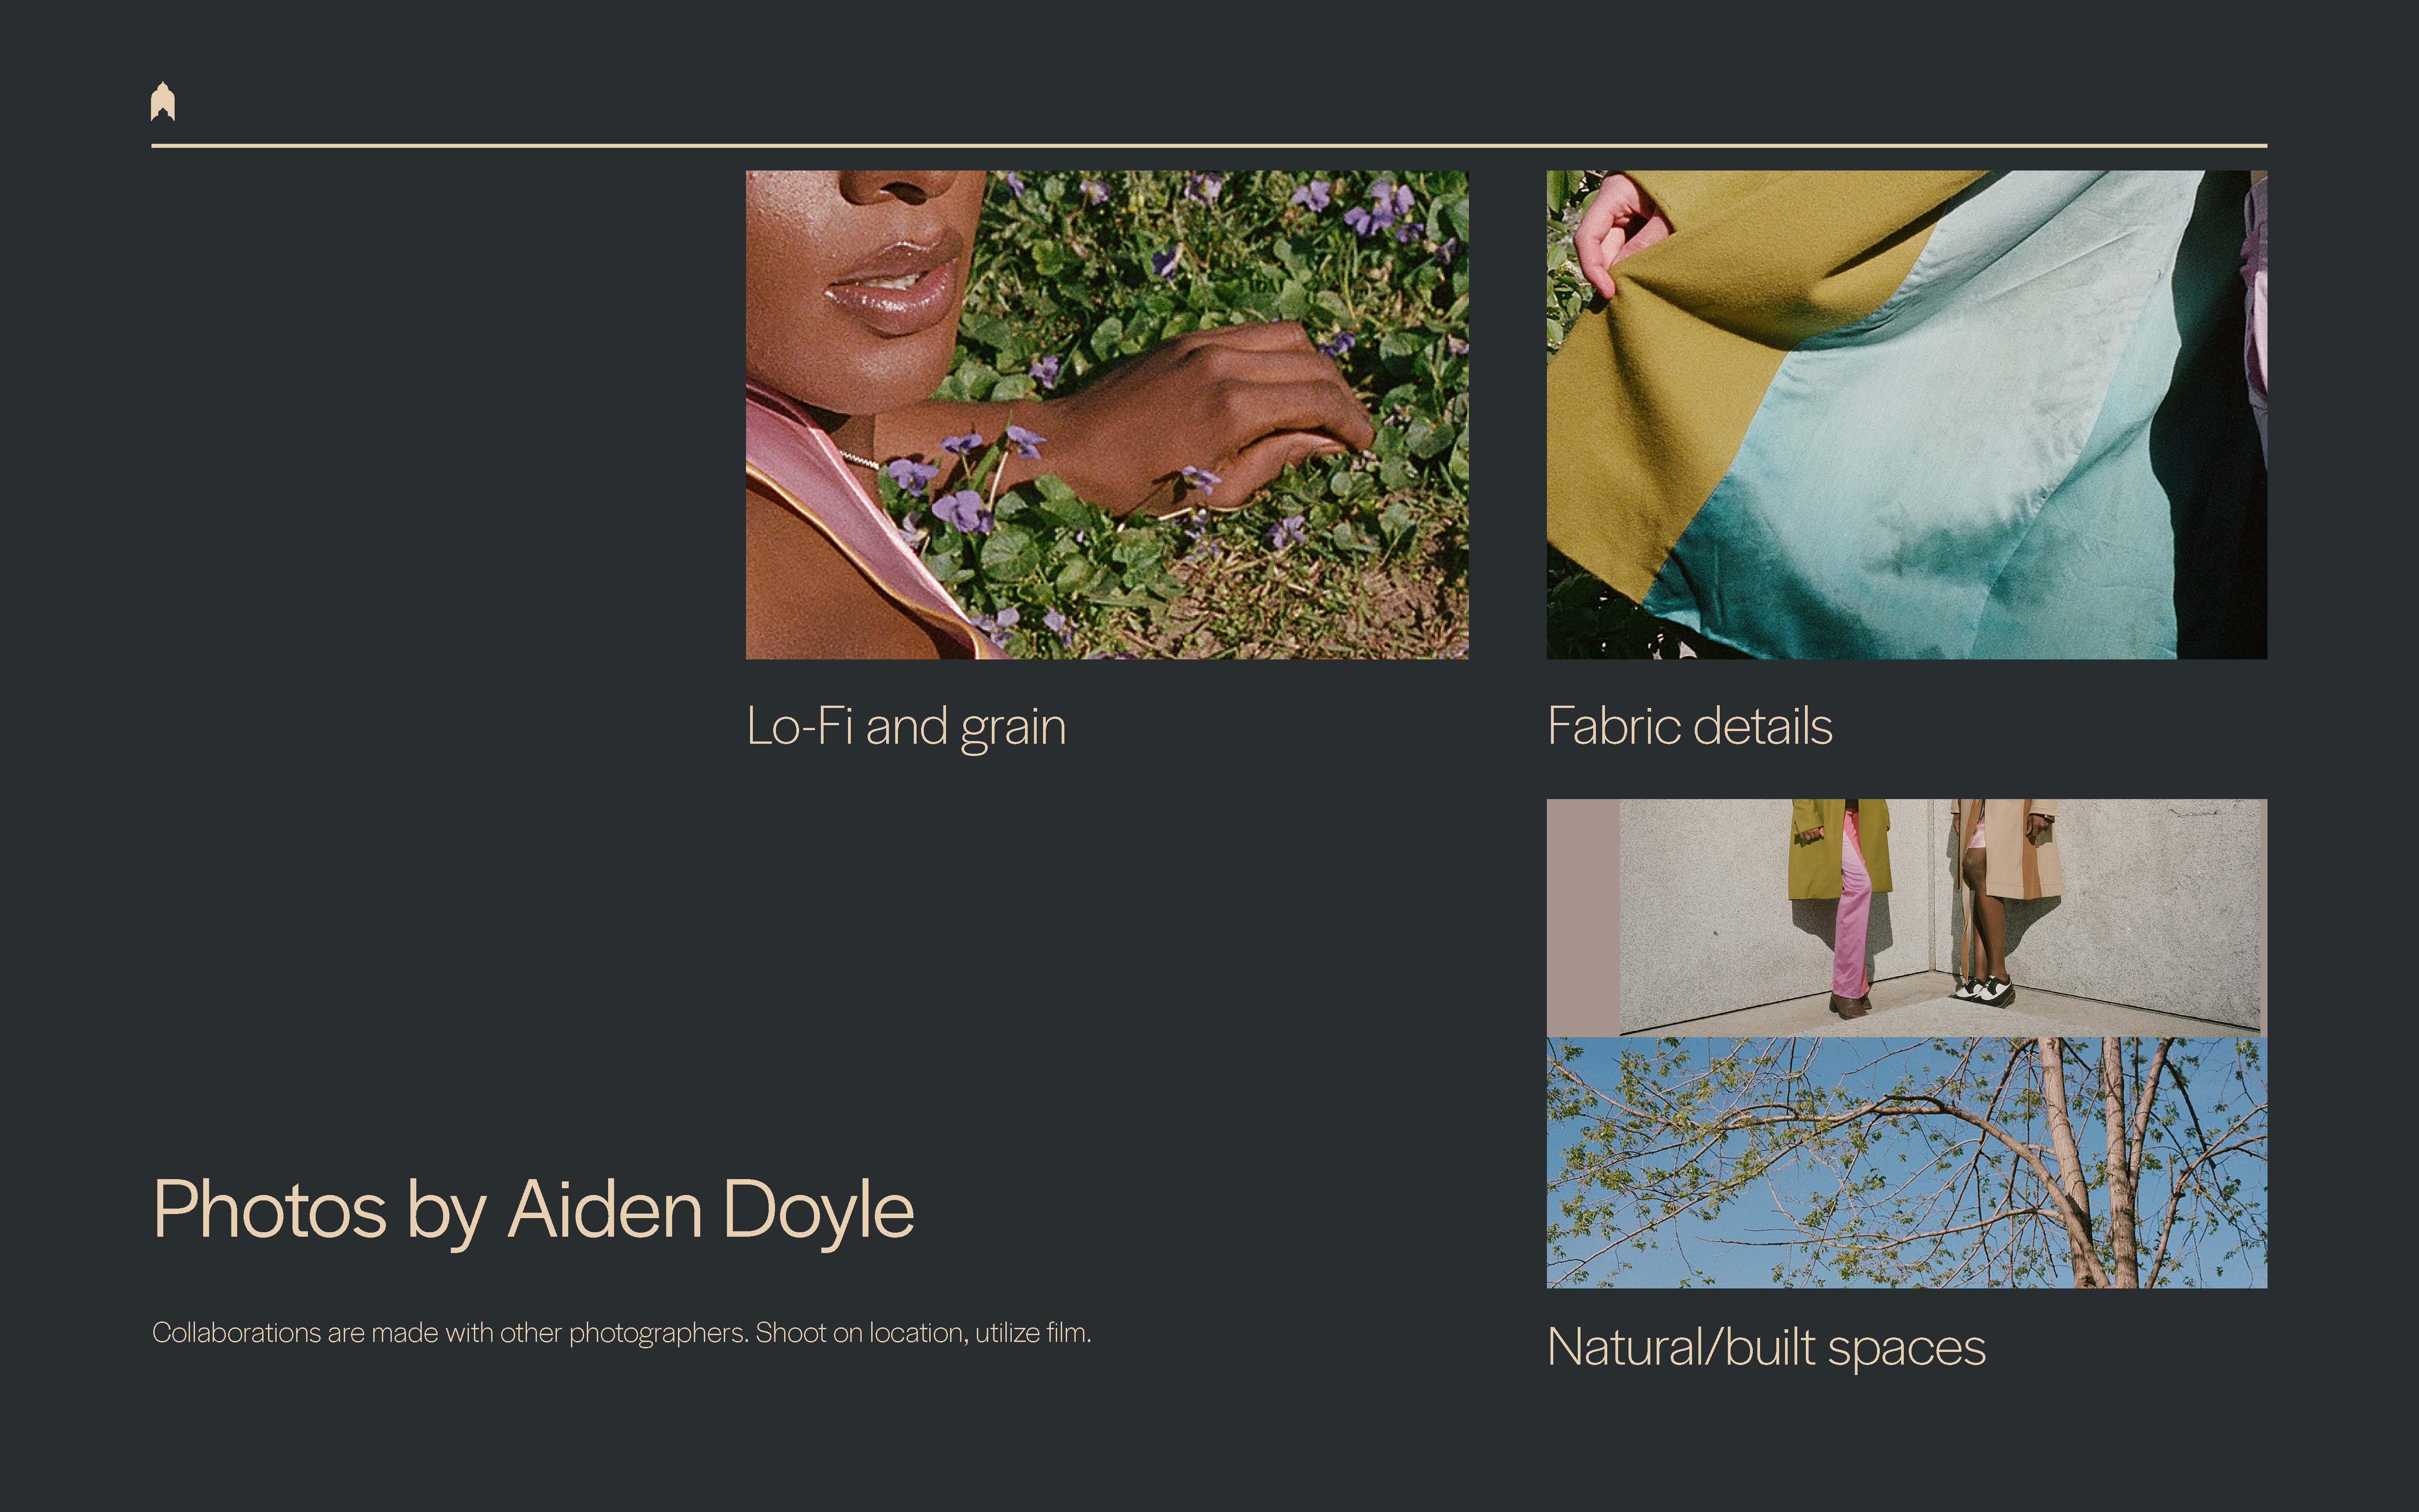 Lo-Fi and grain
Fabric details
Photos by Aiden Doyle
Collaborations are made with other photographers. Shoot on location, utilize film.
Natural/built spaces